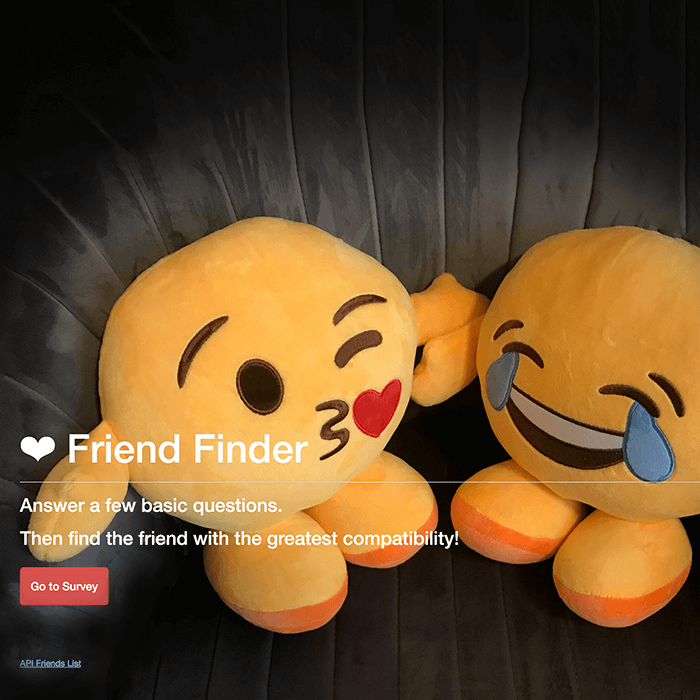 ❤ Friend Finder
Answer a few basic questions.
Then find the friend with the greatest compatibility!
Go to Survey
API Friends List